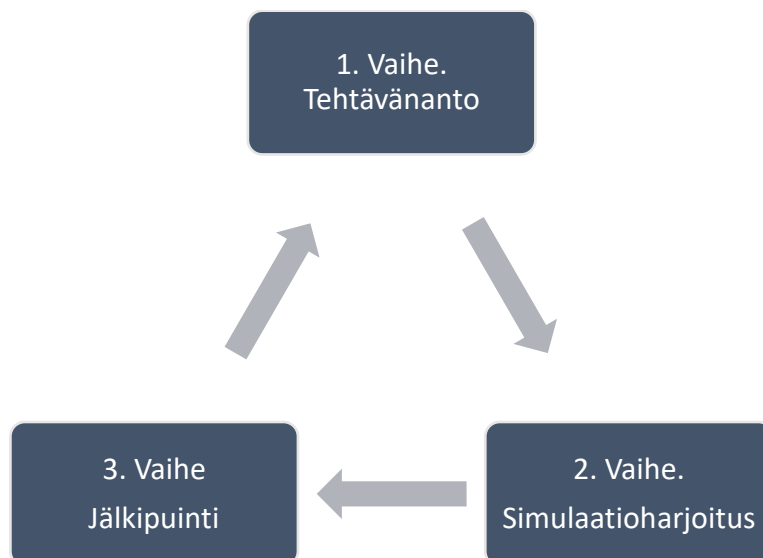 1. Vaihe.
Tehtävänanto
2. Vaihe.
Simulaatioharjoitus
3. Vaihe
Jälkipuinti